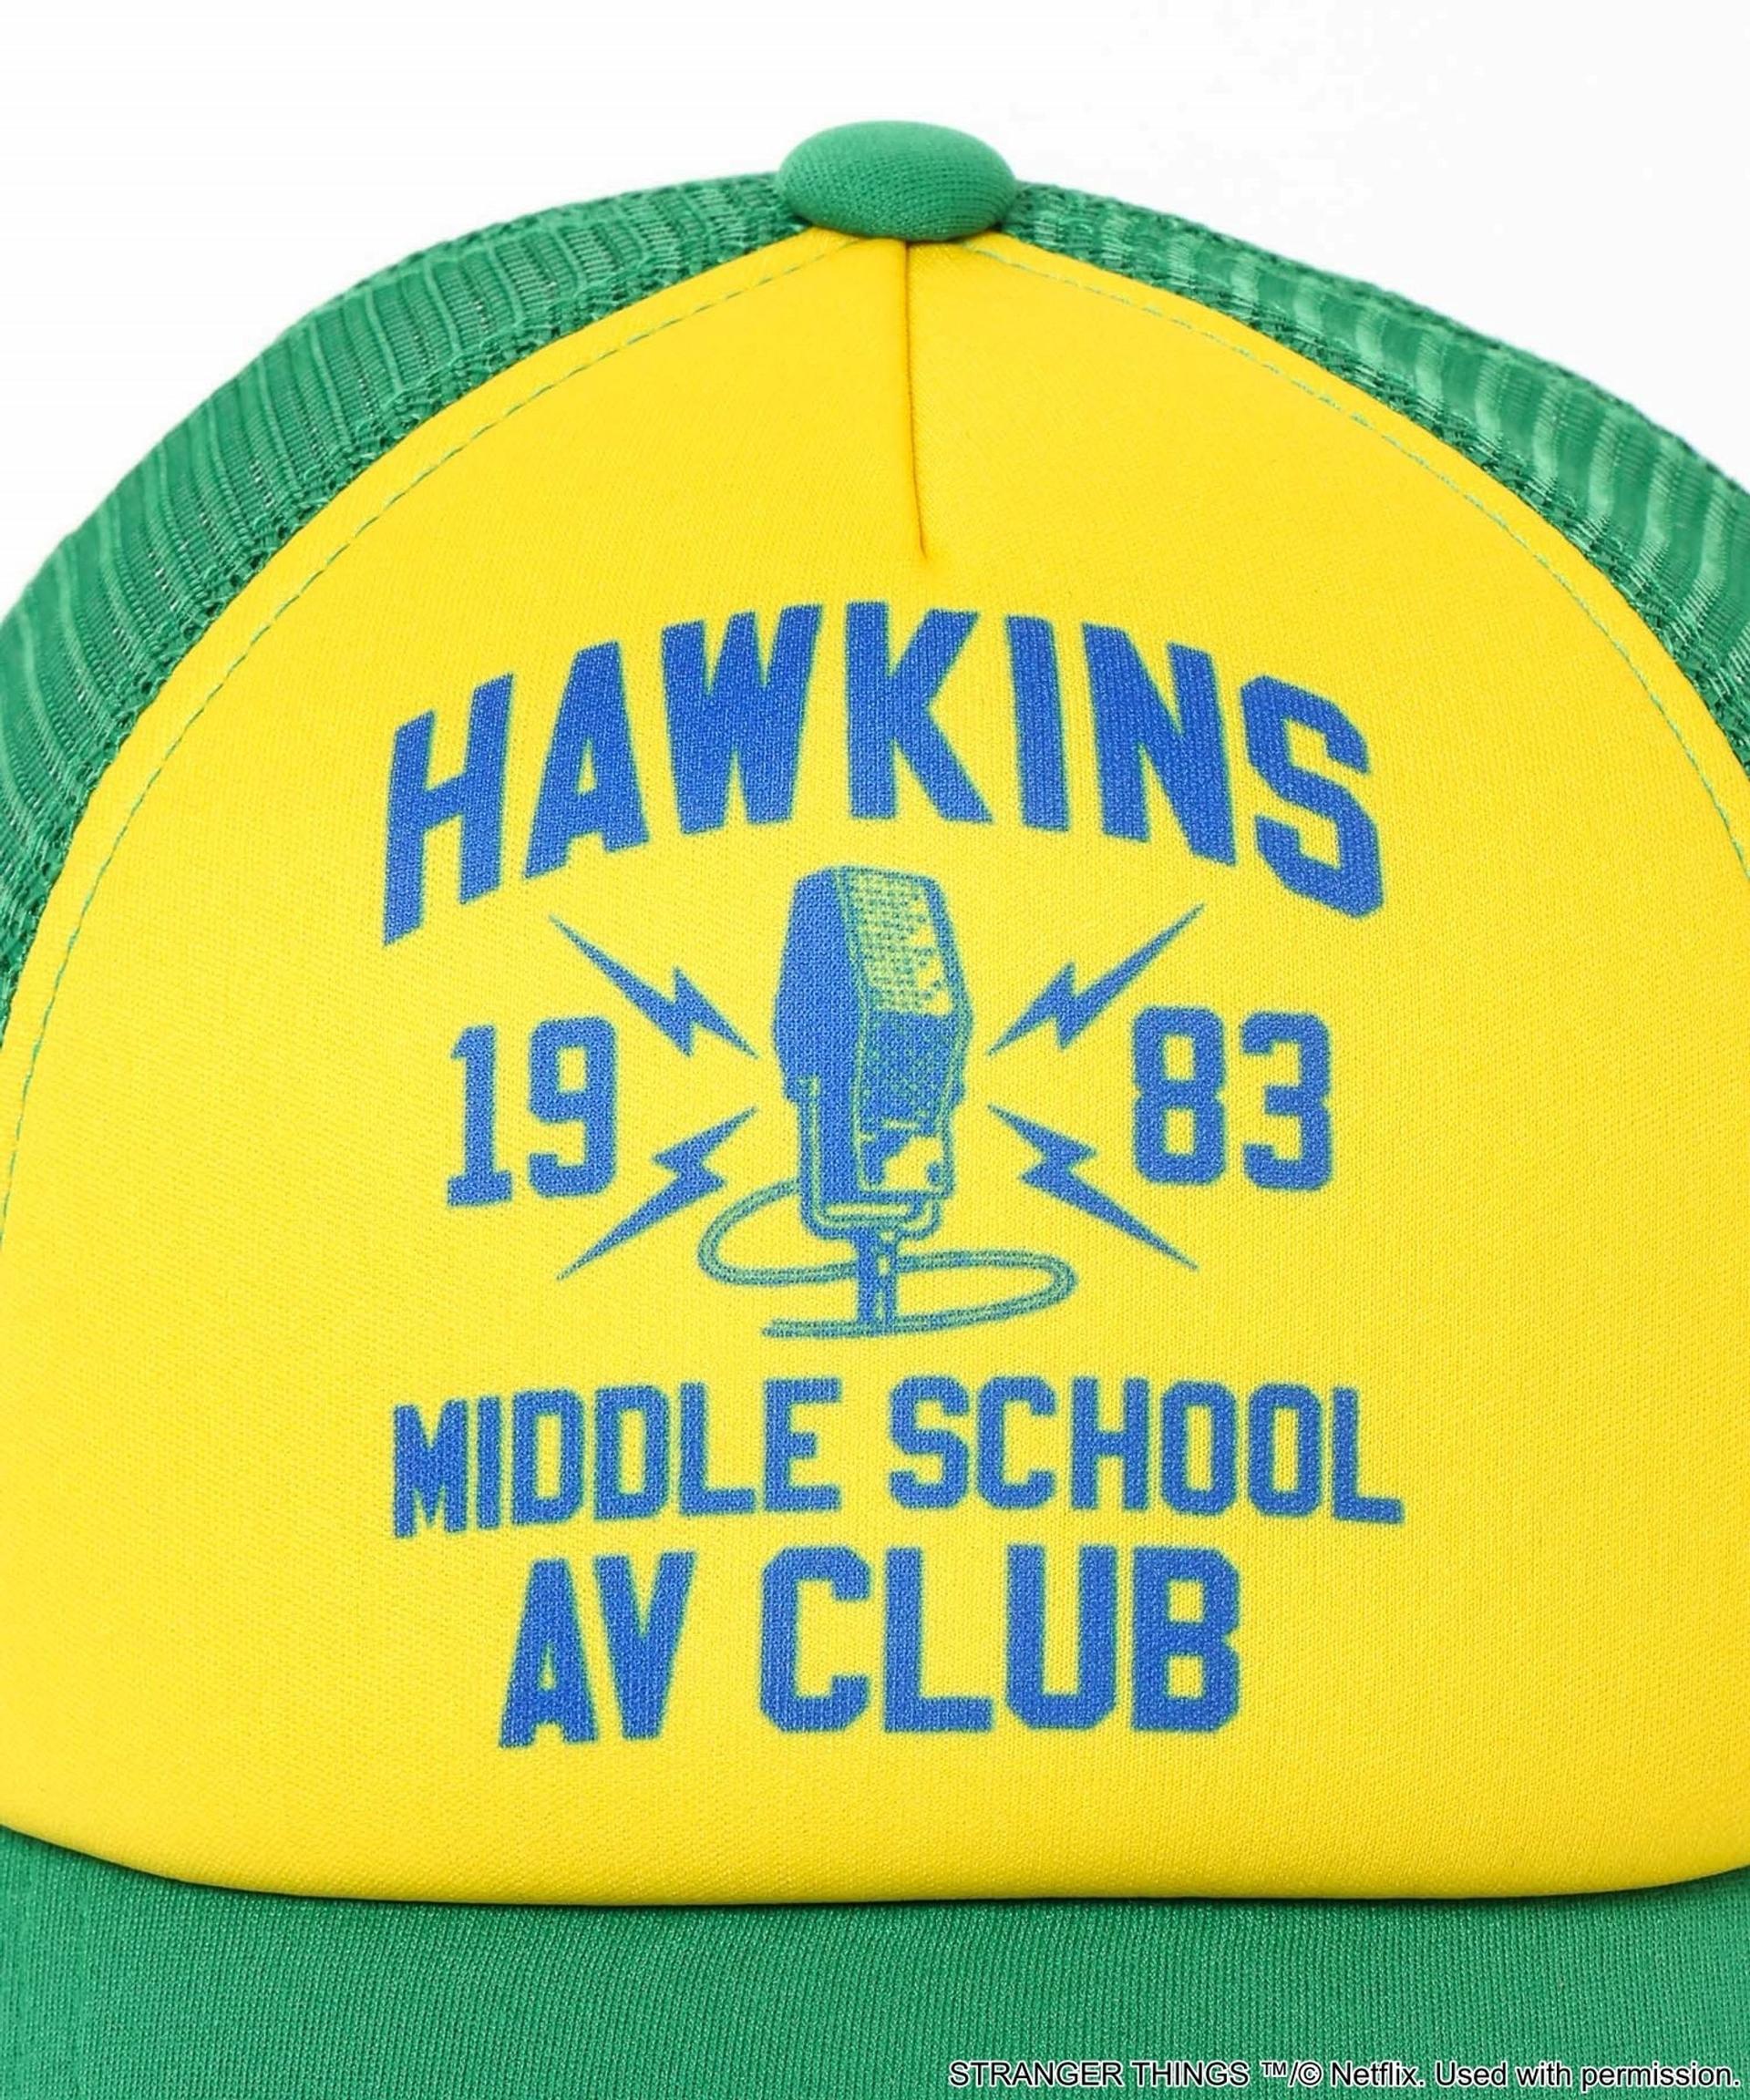 HAWKINS
19 83
MIDDLE SCHOOL
AV CLUB
STRANGER THINGS ™/© Netflix. Used with permission.